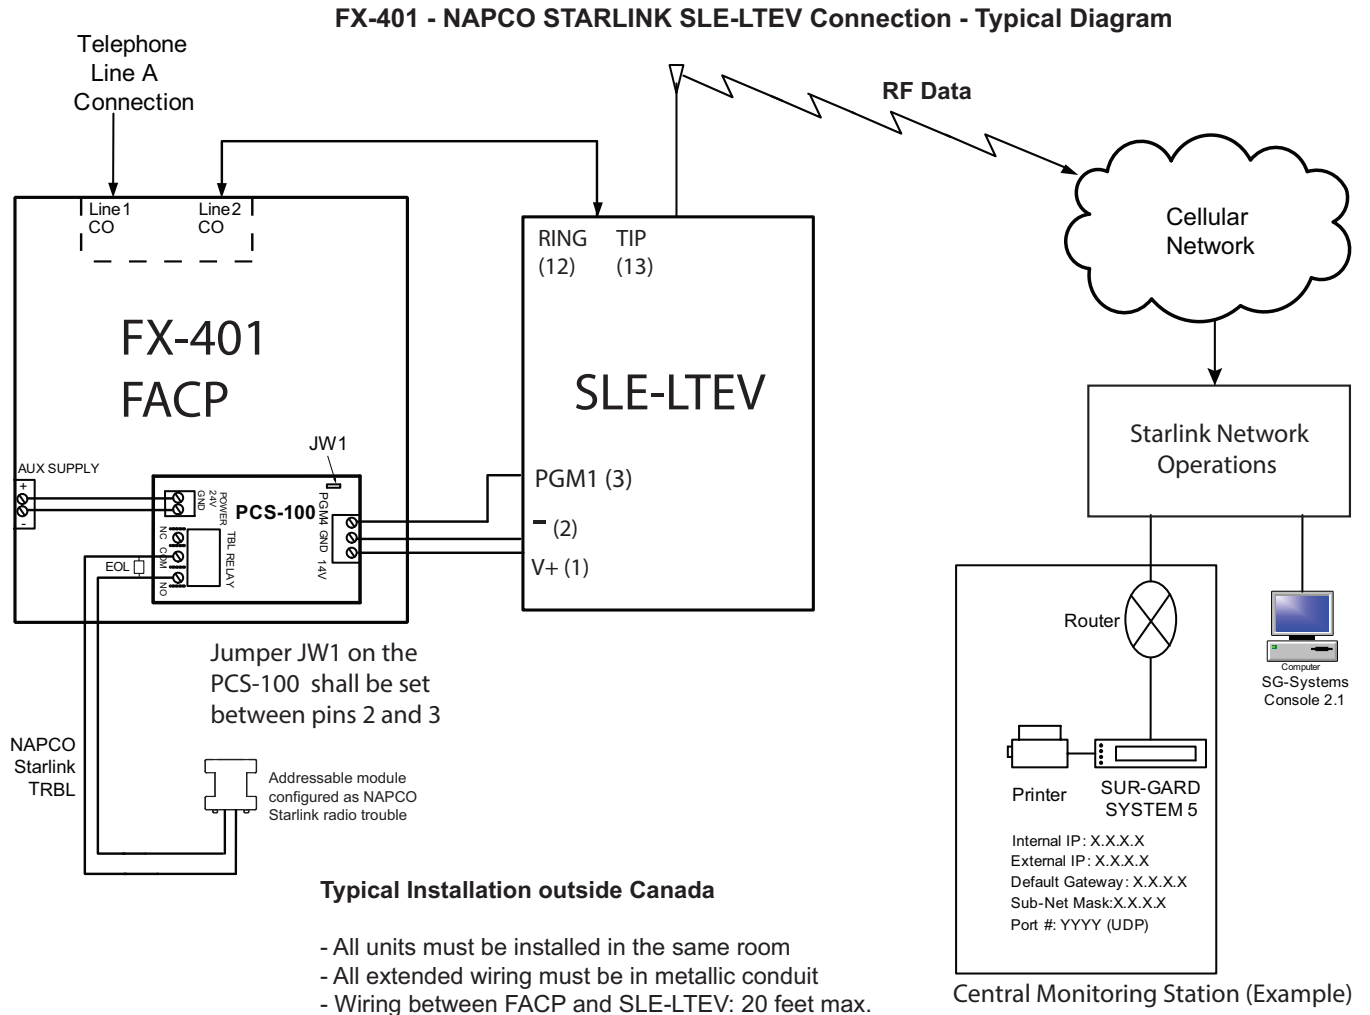 FX-401 - NAPCO STARLINK SLE-LTEV Connection - Typical Diagram
Telephone
Line A
Connection
RF Data
Line1
CO
Line2
CO
RING
(12)
TIP
(13)
Cellular
Network
FX-401
FACP
SLE-LTEV
Starlink Network
Operations
JW1
AUX SUPPLY
+
-
POWER
24V
GND
PCS-100
PGM4 GND 14V
TBL RELAY
NC COM NO
EOL
PGM1 (3)
- (2)
V+ (1)
Router
Computer
SG-Systems
Console 2.1
Jumper JW1 on the
PCS-100 shall be set
between pins 2 and 3
NAPCO
Starlink
TRBL
Addressable module
configured as NAPCO
Starlink radio trouble
Printer
SUR-GARD
SYSTEM 5
Internal IP: X.X.X.X
External IP: X.X.X.X
Default Gateway: X.X.X.X
Sub-Net Mask:X.X.X.X
Port #: YYYY (UDP)
Typical Installation outside Canada
- All units must be installed in the same room
- All extended wiring must be in metallic conduit
- Wiring between FACP and SLE-LTEV: 20 feet max.
Central Monitoring Station (Example)